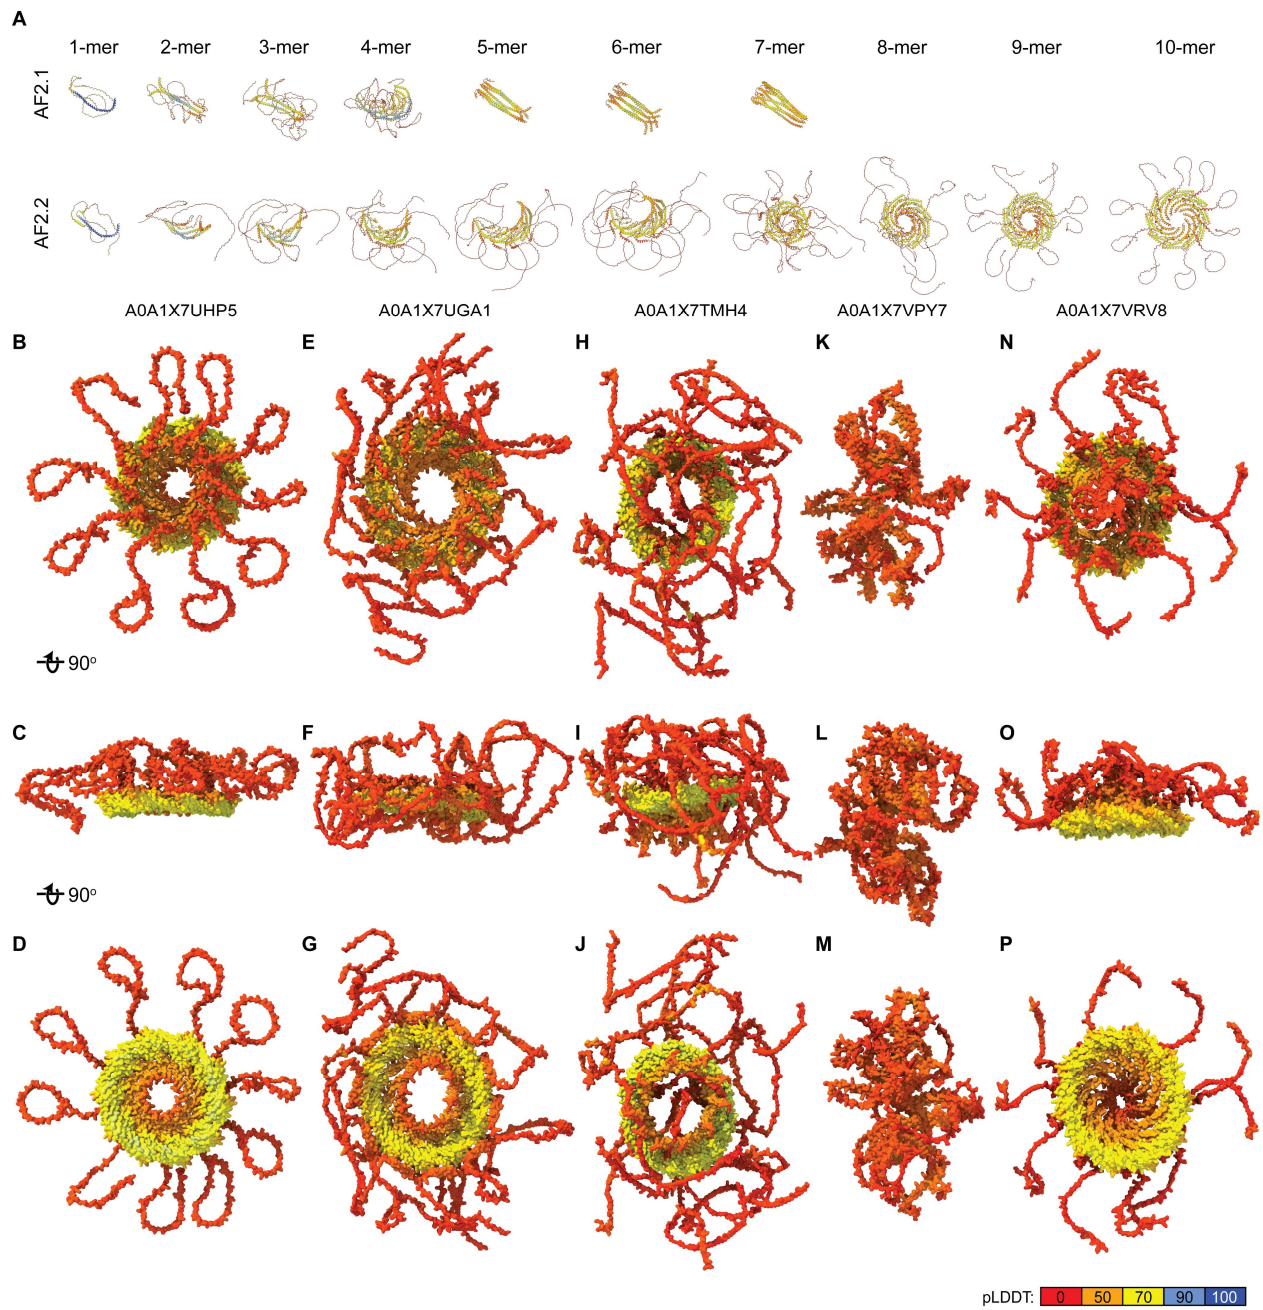 A
1-mer 2-mer 3-mer 4-mer 5-mer 6-mer 7-mer 8-mer 9-mer 10-mer
AF2.1
AF2.2
A0A1X7UHP5 A0A1X7UGA1 A0A1X7TMH4 A0A1X7VPY7 A0A1X7VRV8
B E H K N
90°
C F I L O
90°
D G J M P
pLDDT: 0 50 70 90 100